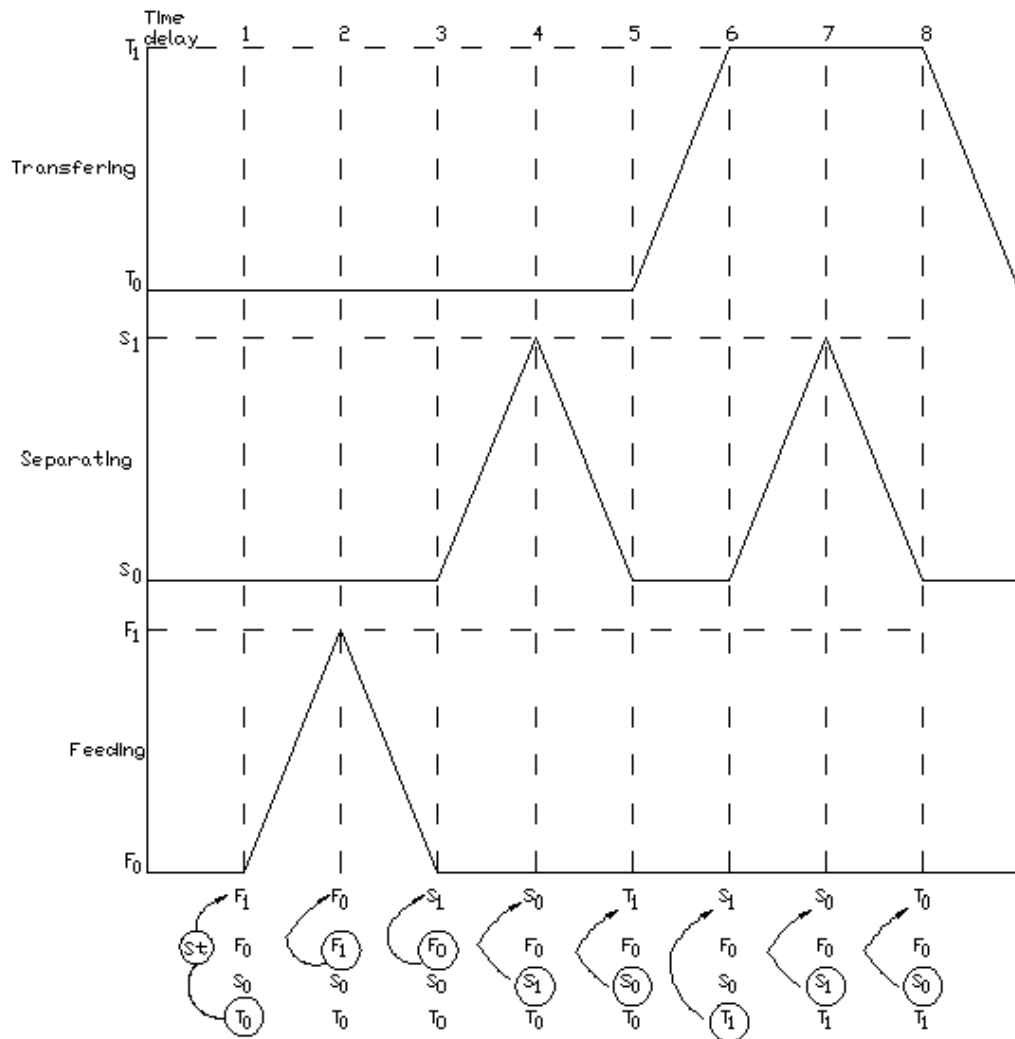 Time
delay 1 2 3 4 5 6 7 8
T1
Transfering
T0
S1
Separating
S0
F1
Feeding
F0
F1 F0 S1 S0 T1 S1 S0 T0
St F0 F1 F0 F0 F0 F0 F0 F0
S0 S0 S0 S1 S0 S0 S1 S0
T0 T0 T0 T0 T0 T1 T1 T1